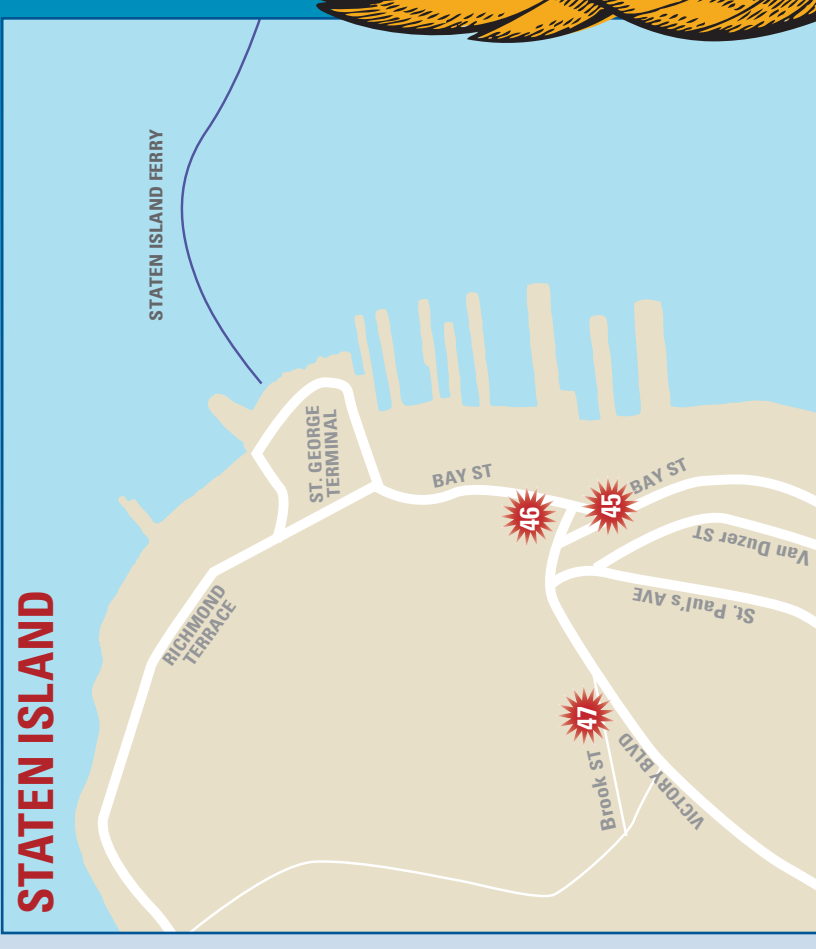 STATEN ISLAND
STATEN ISLAND FERRY
ST. GEORGE
TERMINAL
RICHMOND
TERRACE
BAY ST
46
45
BAY ST
Van Duzer ST
St. Paul's AVE
47
Brook ST
VICTORY BLVD